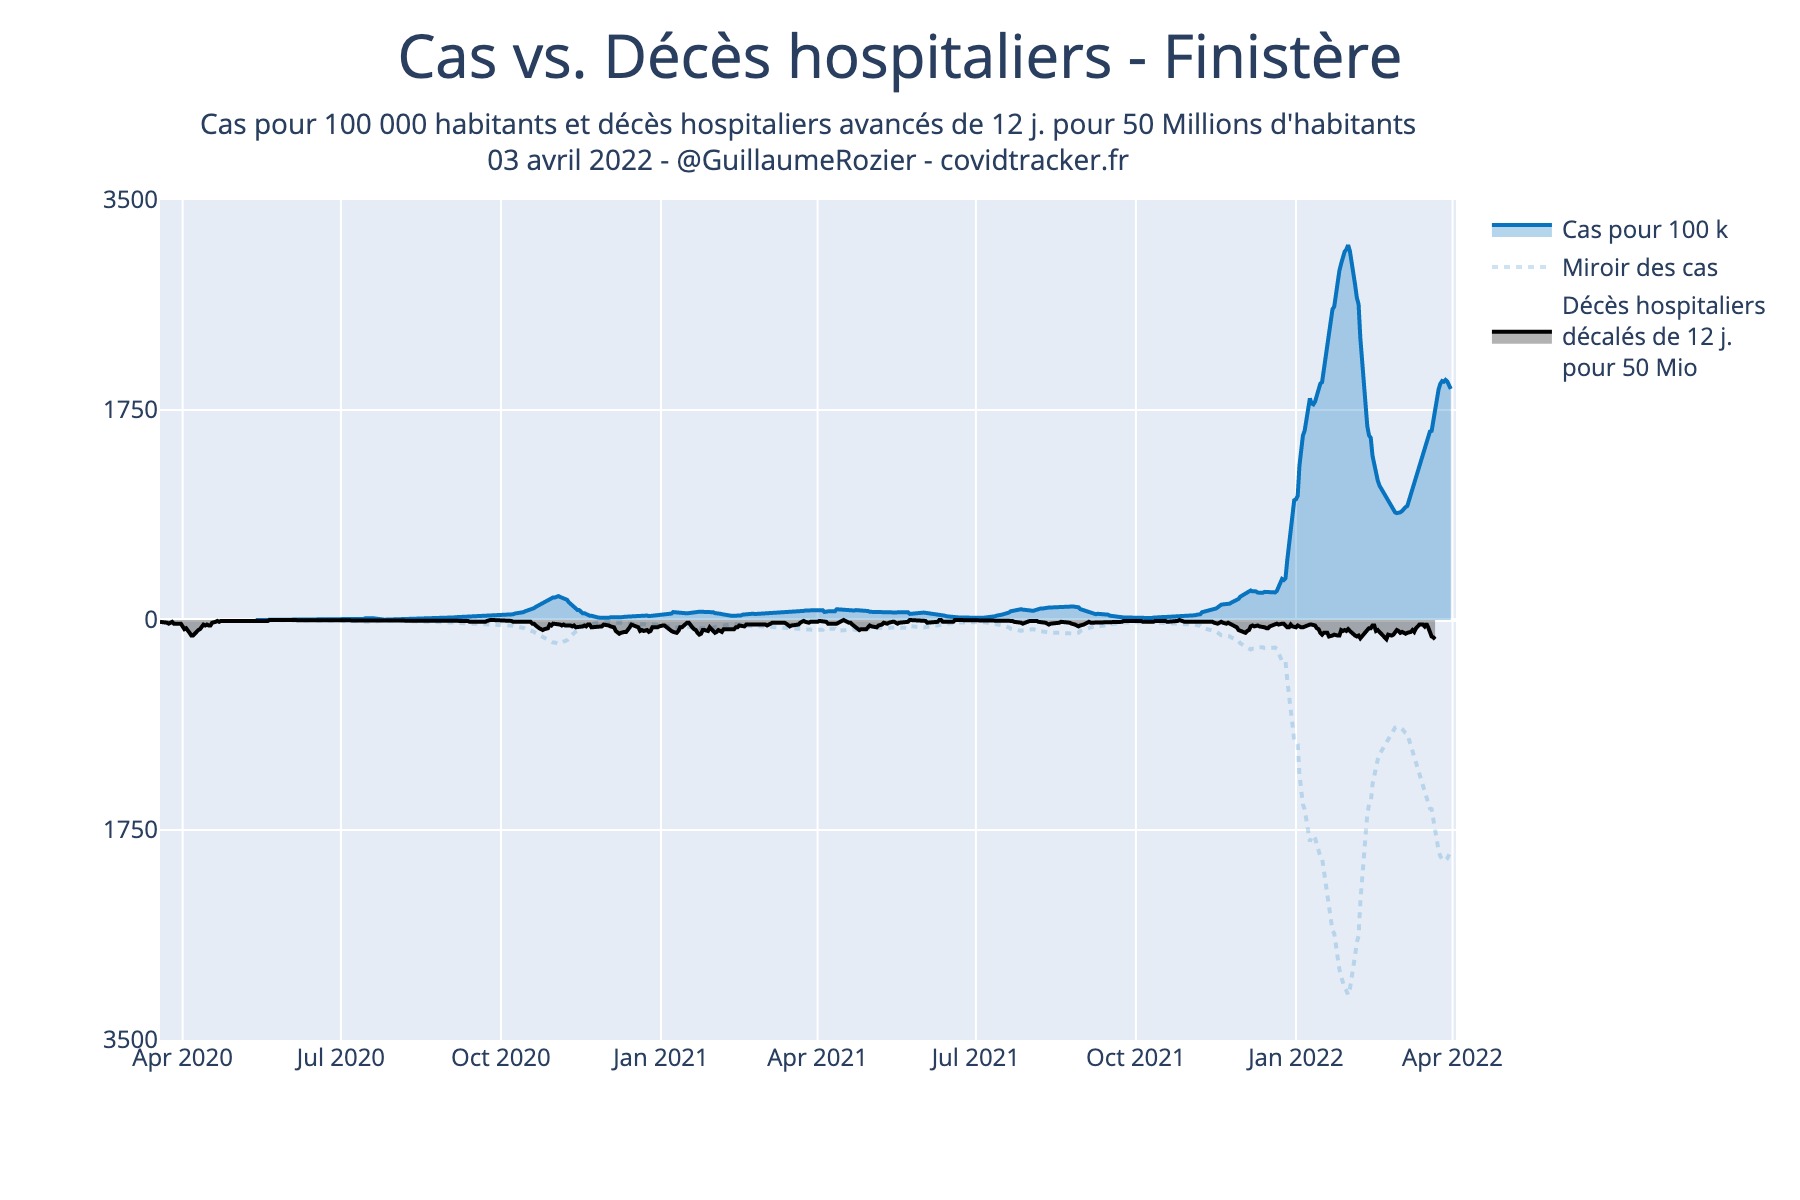 Cas vs. Décès hospitaliers - Finistère
Cas pour 100 000 habitants et décès hospitaliers avancés de 12 j. pour 50 Millions d'habitants
03 avril 2022 - @GuillaumeRozier - covidtracker.fr
3500
1750
0
1750
3500
Apr 2020
Jul 2020
Oct 2020
Jan 2021
Apr 2021
Jul 2021
Oct 2021
Jan 2022
Apr 2022
Cas pour 100 k
Miroir des cas
Décès hospitaliers
décalés de 12 j.
pour 50 Mio